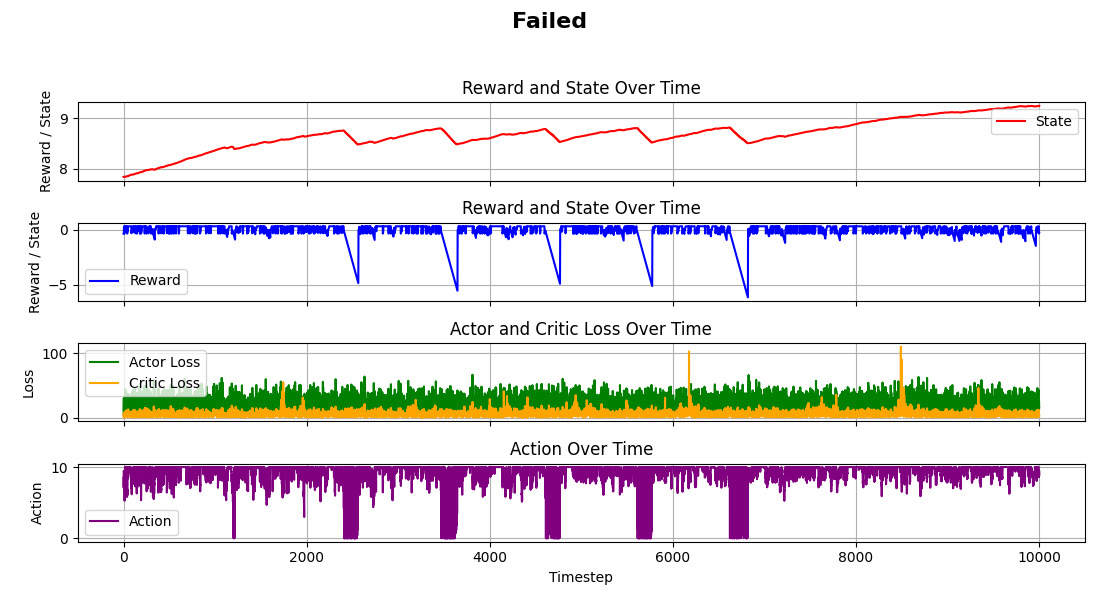 Failed
Reward and State Over Time
Reward / State
9
8
State
Reward and State Over Time
Reward / State
0
−5
Reward
Actor and Critic Loss Over Time
Loss
100
0
Actor Loss
Critic Loss
Action Over Time
Action
10
0
Action
0 2000 4000 6000 8000 10000
Timestep